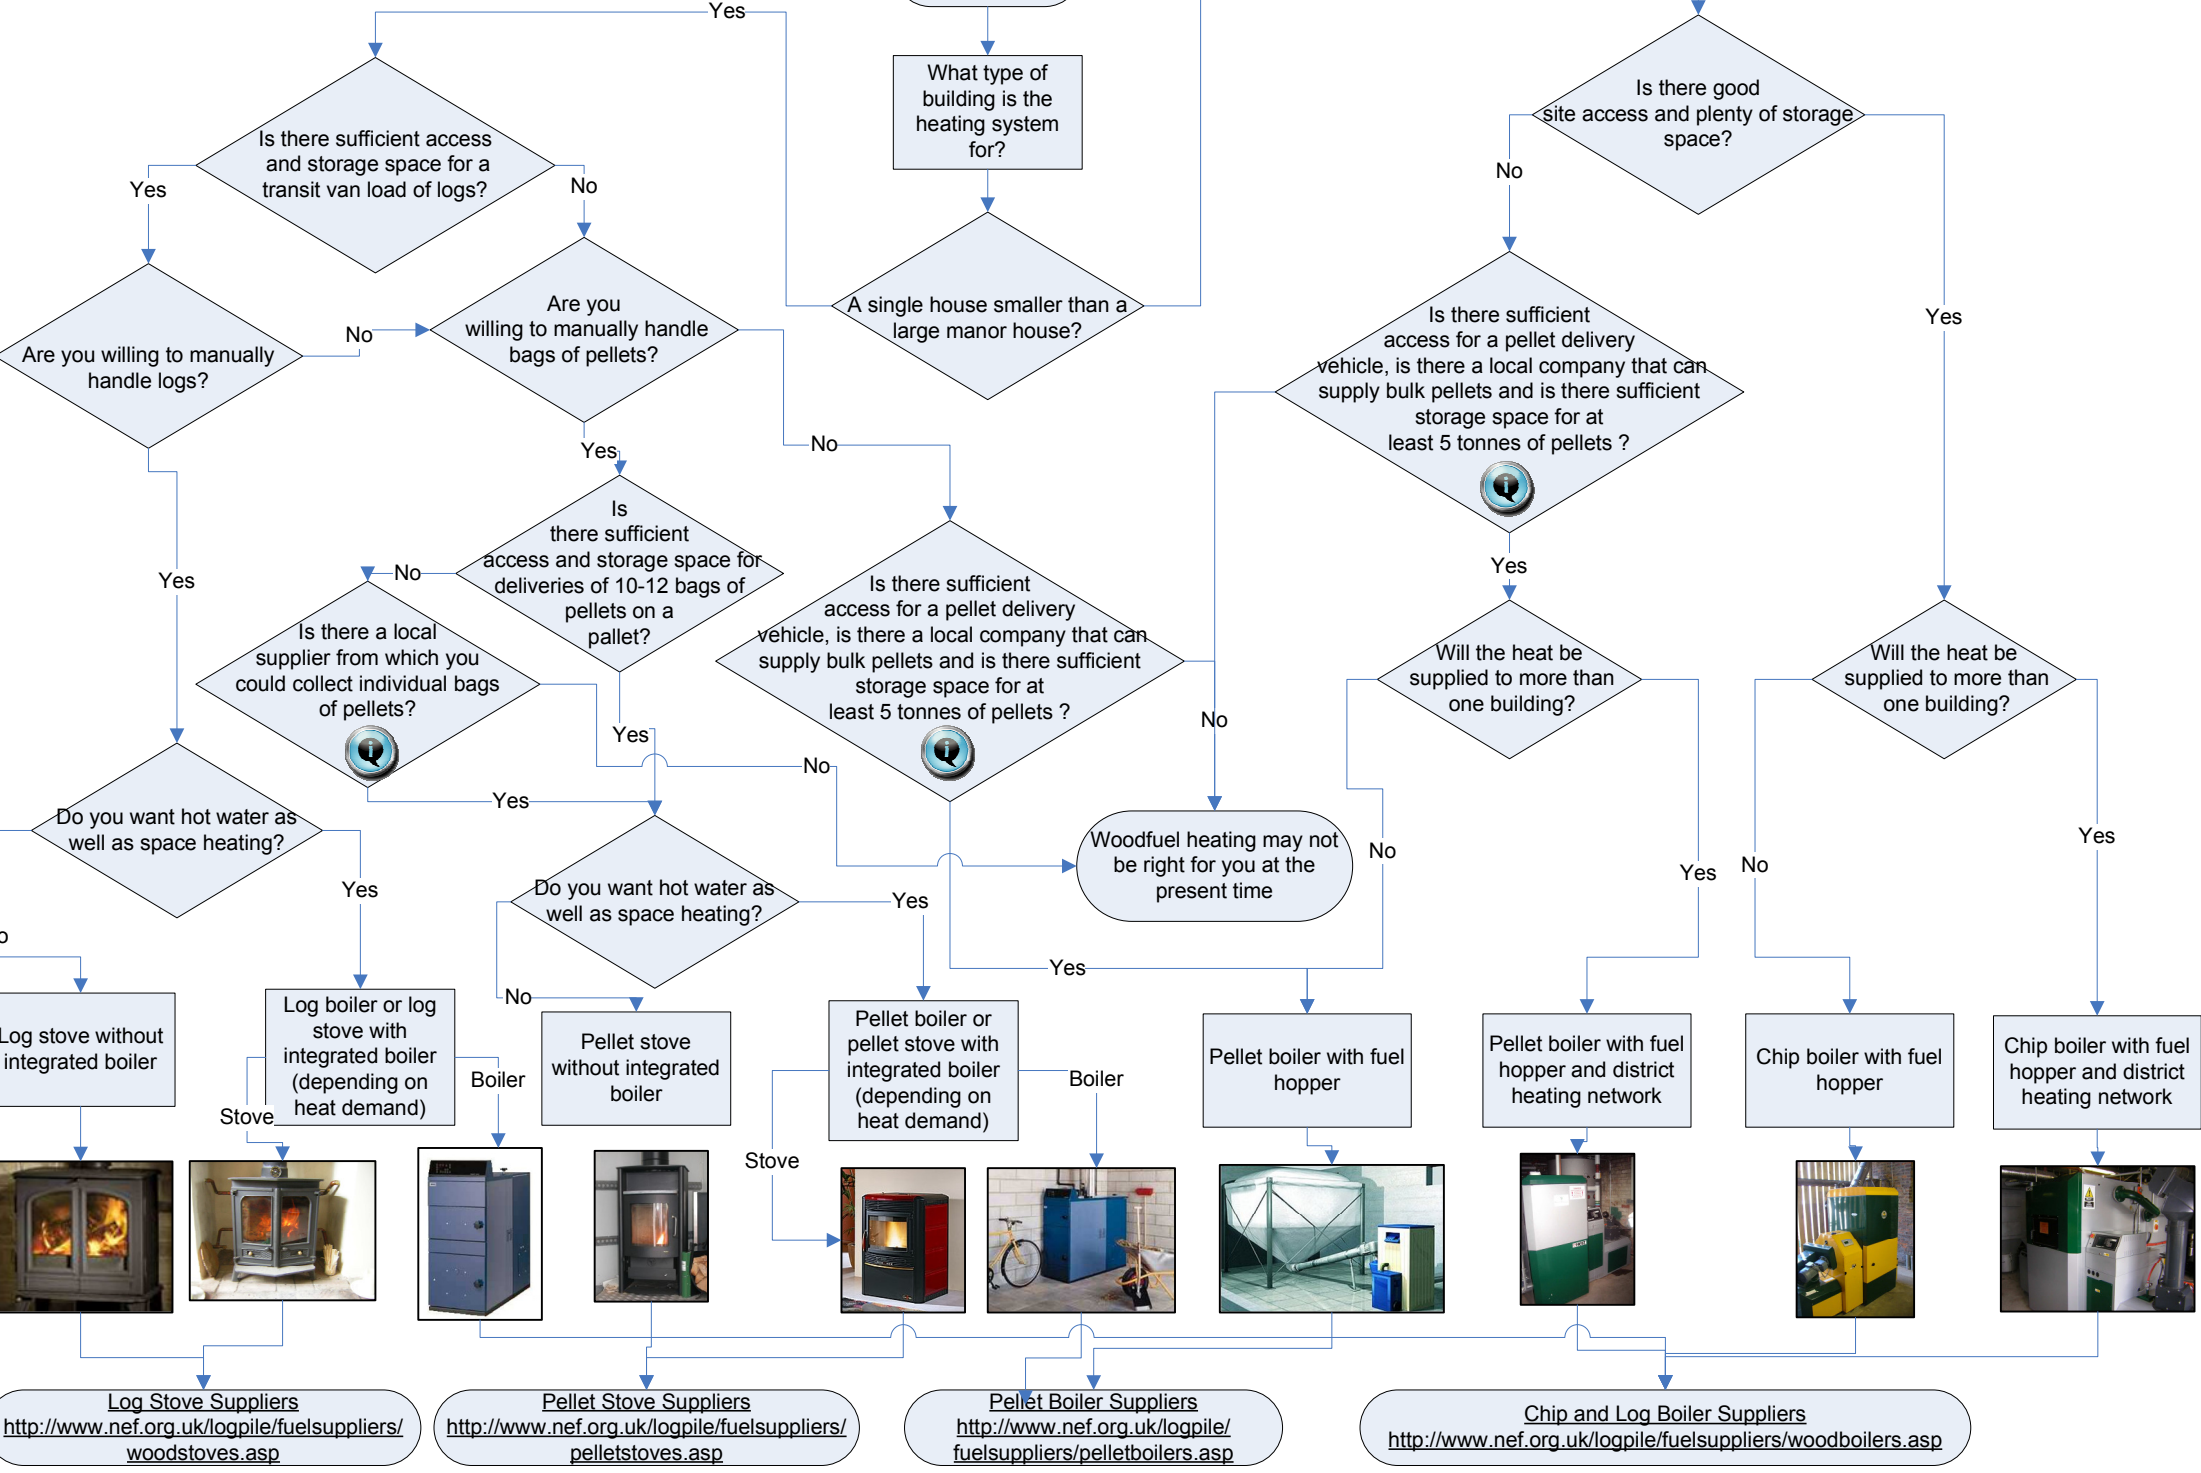 Yes
What type of
building is the
heating system
for?
Is there good
site access and plenty of storage
space?
Is there sufficient access
and storage space for a
transit van load of logs?
Yes
No
No
Are you
willing to manually handle
bags of pellets?
A single house smaller than a
large manor house?
Is there sufficient
access for a pellet delivery
vehicle, is there a local company that can
supply bulk pellets and is there sufficient
storage space for at
least 5 tonnes of pellets ?
Yes
Are you willing to manually
handle logs?
No
Yes
No
Is
there sufficient
access and storage space for
deliveries of 10-12 bags of
pellets on a
pallet?
Yes
No
Yes
Is there sufficient
access for a pellet delivery
vehicle, is there a local company that can
supply bulk pellets and is there sufficient
storage space for at
least 5 tonnes of pellets ?
Is there a local
supplier from which you
could collect individual bags
of pellets?
Will the heat be
supplied to more than
one building?
Will the heat be
supplied to more than
one building?
Yes
No
No
Yes
Do you want hot water as
well as space heating?
Woodfuel heating may not
be right for you at the
present time
No
Yes
No
Yes
Yes
Do you want hot water as
well as space heating?
Yes
Yes
No
Log stove without
integrated boiler
Log boiler or log
stove with
integrated boiler
(depending on
heat demand)
Pellet stove
without integrated
boiler
Pellet boiler or
pellet stove with
integrated boiler
(depending on
heat demand)
Pellet boiler with fuel
hopper
Pellet boiler with fuel
hopper and district
heating network
Chip boiler with fuel
hopper
Chip boiler with fuel
hopper and district
heating network
Stove
Boiler
Stove
Boiler
Log Stove Suppliers
http://www.nef.org.uk/logpile/fuelsuppliers/
woodstoves.asp
Pellet Stove Suppliers
http://www.nef.org.uk/logpile/fuelsuppliers/
pelletstoves.asp
Pellet Boiler Suppliers
http://www.nef.org.uk/logpile/
fuelsuppliers/pelletboilers.asp
Chip and Log Boiler Suppliers
http://www.nef.org.uk/logpile/fuelsuppliers/woodboilers.asp